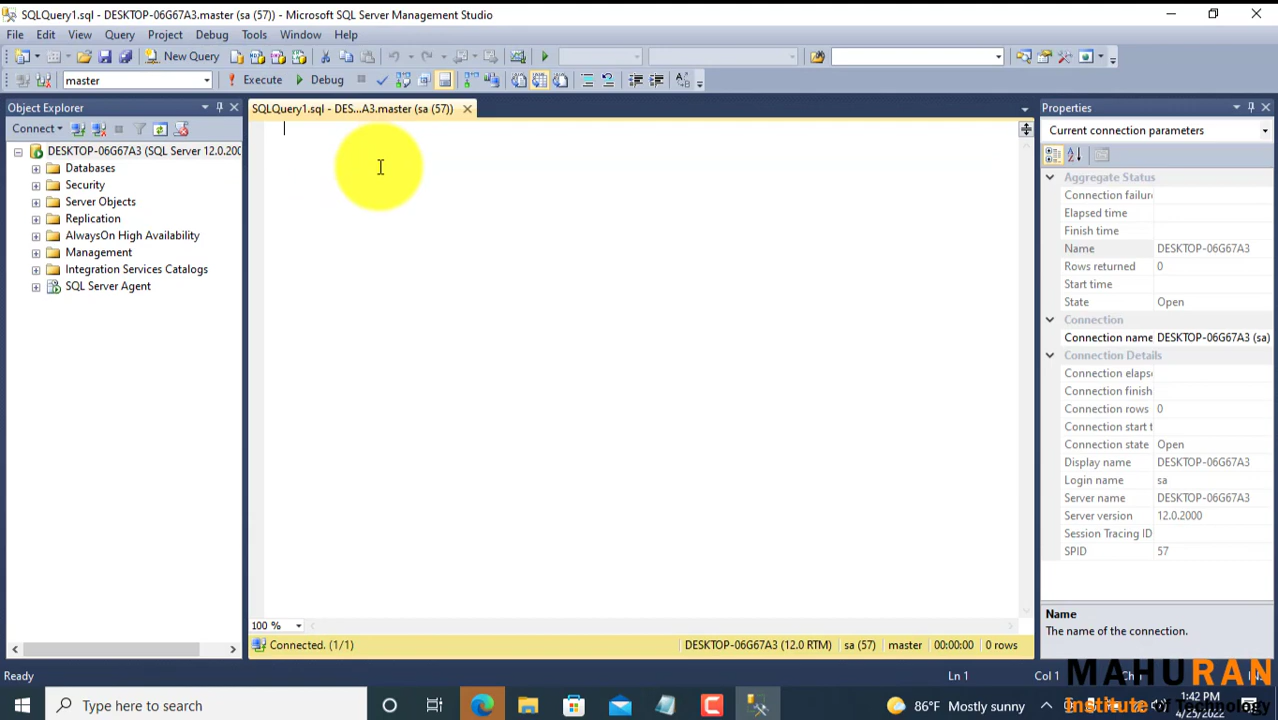 SQLQuery1.sql - DESKTOP-06G67A3.master (sa (57)) - Microsoft SQL Server Management Studio
File Edit View Query Project Debug Tools Window Help
New Query
master Execute Debug
Object Explorer
Connect
DESKTOP-06G67A3 (SQL Server 12.0.200
Databases
Security
Server Objects
Replication
AlwaysOn High Availability
Management
Integration Services Catalogs
SQL Server Agent
SQLQuery1.sql - DES...A3.master (sa (57))
100 %
Connected. (1/1) DESKTOP-06G67A3 (12.0 RTM) sa (57) master 00:00:00 0 rows
Properties
Current connection parameters
Aggregate Status
Connection failur
Elapsed time
Finish time
Name DESKTOP-06G67A3
Rows returned 0
Start time
State Open
Connection
Connection name DESKTOP-06G67A3 (sa)
Connection Details
Connection elaps
Connection finish
Connection rows 0
Connection start t
Connection state Open
Display name DESKTOP-06G67A3
Login name sa
Server name DESKTOP-06G67A3
Server version 12.0.2000
Session Tracing ID
SPID 57
Name
The name of the connection.
Ready Ln 1 Col 1
MAHURAN
Institute of Technology
Type here to search
86°F Mostly sunny
1:42 PM
4/25/2022